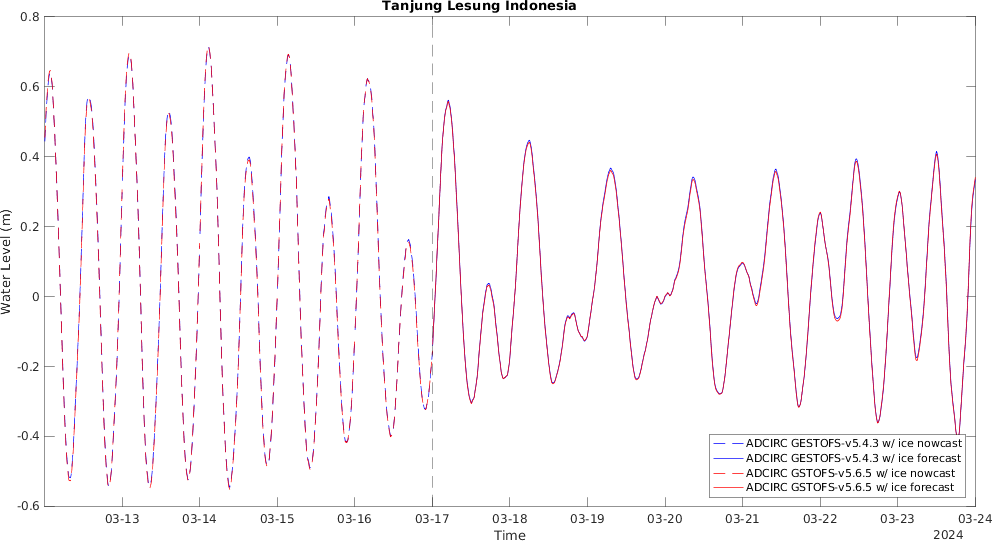 Tanjung Lesung Indonesia
0.8
0.6
0.4
0.2
0
-0.2
-0.4
-0.6
Water Level (m)
ADCIRC GESTOFS-v5.4.3 w/ ice nowcast
ADCIRC GESTOFS-v5.4.3 w/ ice forecast
ADCIRC GSTOFS-v5.6.5 w/ ice nowcast
ADCIRC GSTOFS-v5.6.5 w/ ice forecast
03-13 03-14 03-15 03-16 03-17 03-18 03-19 03-20 03-21 03-22 03-23 03-24
Time
2024